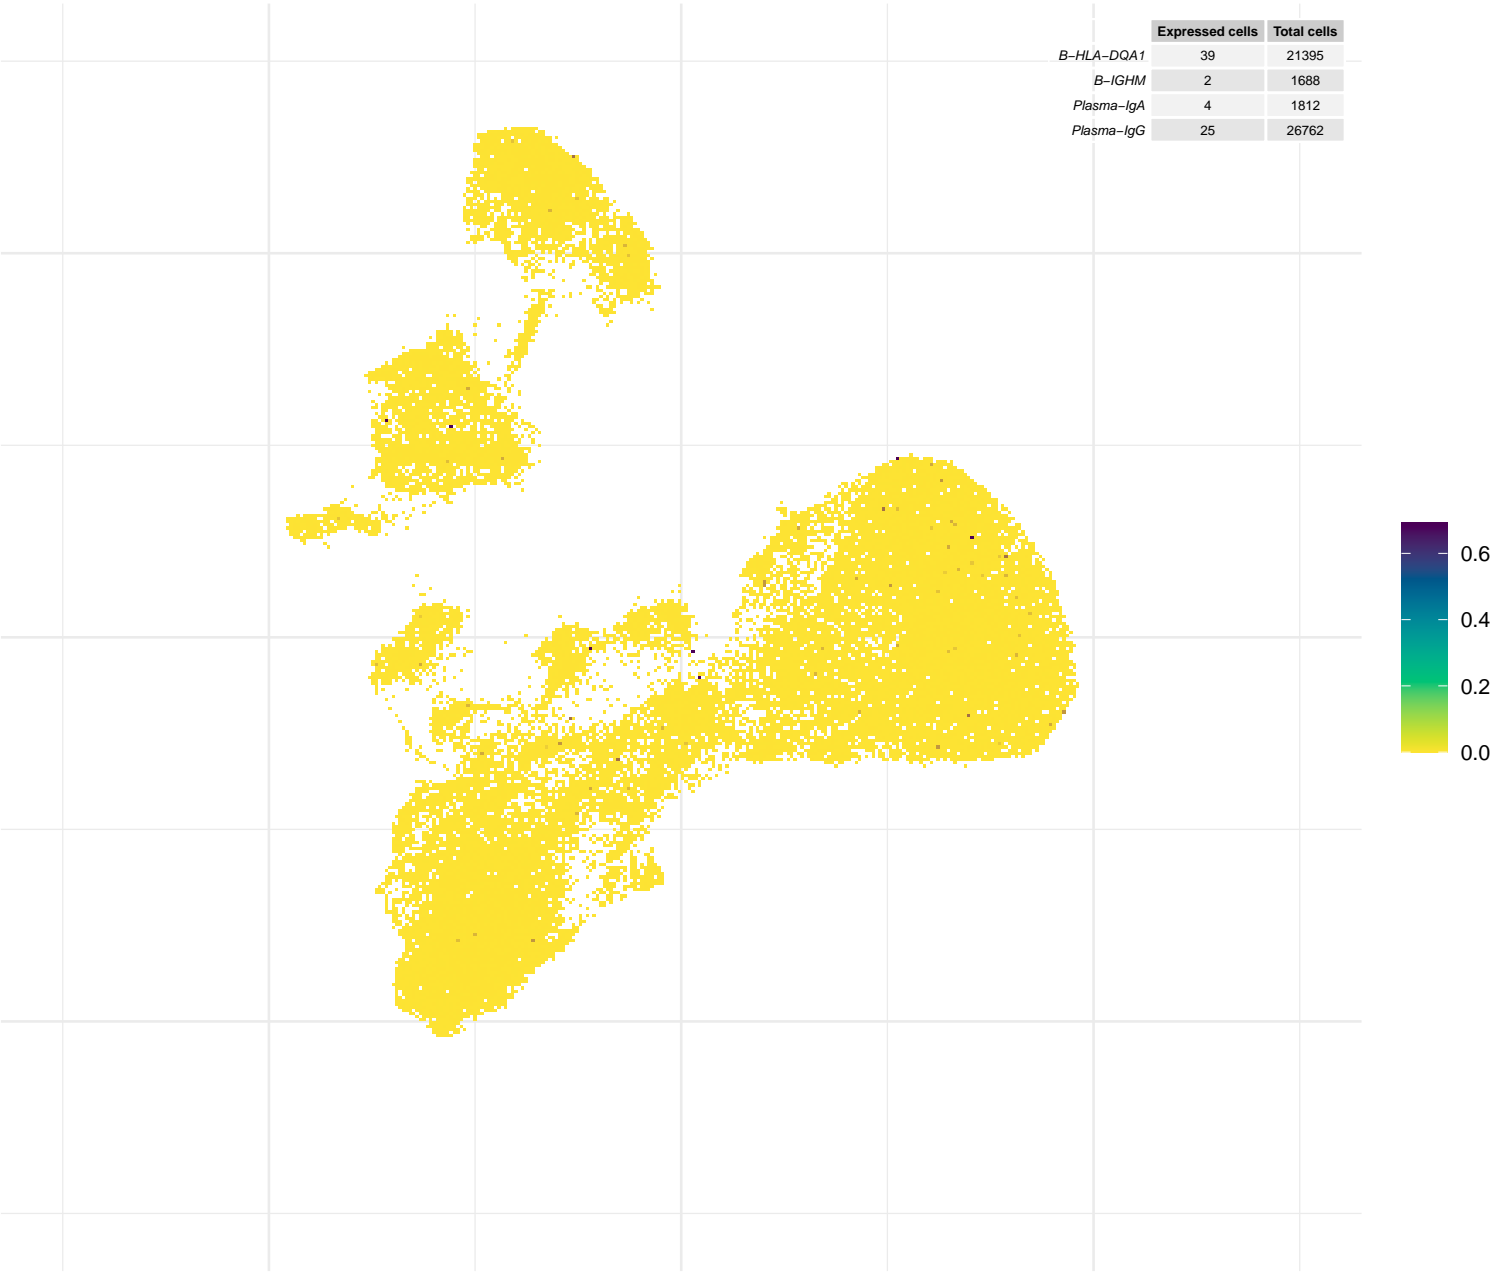 Expressed cells Total cells
B−HLA−DQA1 39 21395
B−IGHM 2 1688
Plasma−IgA 4 1812
Plasma−IgG 25 26762
0.6
0.4
0.2
0.0